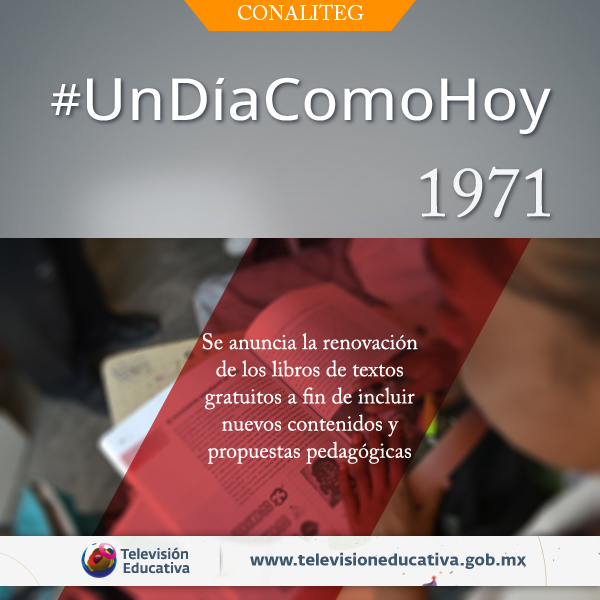 CONALITEG
#UnDíaComoHoy
1971
Se anuncia la renovación
de los libros de textos
gratuitos a fin de incluir
nuevos contenidos y
propuestas pedagógicas
Televisión
Educativa
www.televisioneducativa.gob.mx